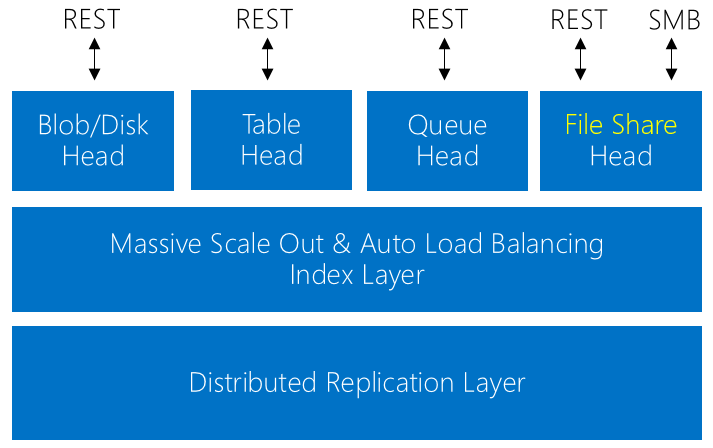 REST REST REST REST SMB
Blob/Disk
Head
Table
Head
Queue
Head
File Share
Head
Massive Scale Out & Auto Load Balancing
Index Layer
Distributed Replication Layer